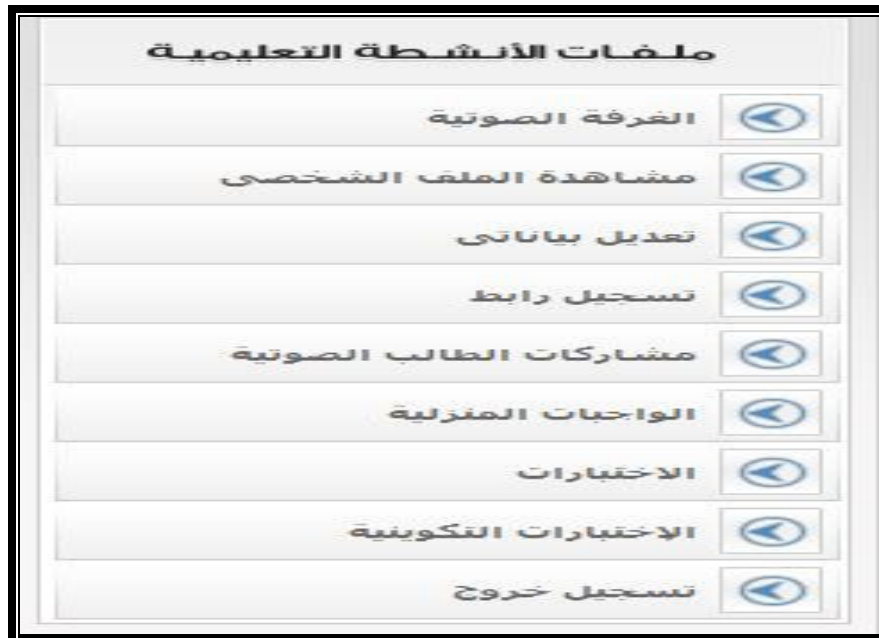 ملفات الأنشطة التعليمية
الغرفة الصوتية
مشاهدة الملف الشخصى
تعديل بياناتى
تسجيل رابط
مشاركات الطالب الصوتية
الواجبات المنزلية
الاختبارات
الاختبارات التكوينية
تسجيل خروج